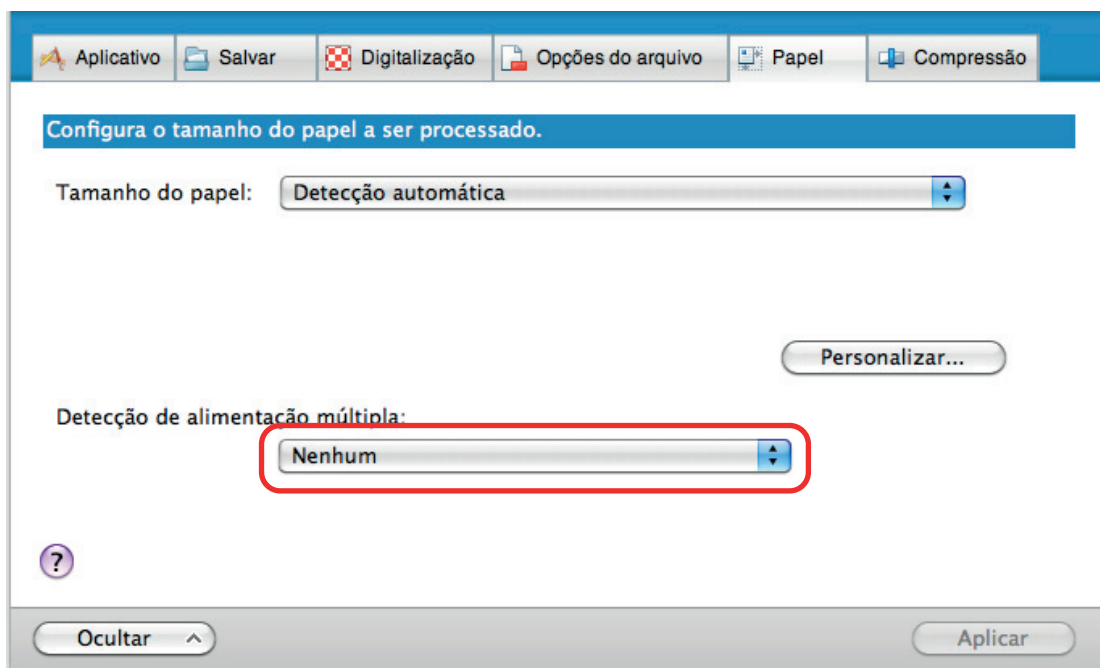 Aplicativo Salvar Digitalização Opções do arquivo Papel Compressão
Configura o tamanho do papel a ser processado.
Tamanho do papel: Detecção automática
Personalizar...
Detecção de alimentação múltipla:
Nenhum
?
Ocultar Aplicar